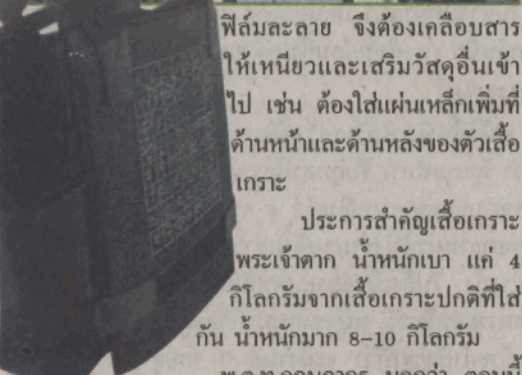 ฟิล์มละลาย จึงต้องเคลือบสาร
ให้เหนียวและเสริมวัสดุอื่นเข้า
ไป เช่น ต้องใส่แผ่นเหล็กเพิ่มที่
ด้านหน้าและด้านหลังของตัวเสื้อ
เกราะ
ประการสำคัญเสื้อเกราะ
พระเจ้าตาก น้ำหนักเบา แค่ 4
กิโลกรัมจากเสื้อเกราะปกติที่ใส่
กัน น้ำหนักมาก 8-10 กิโลกรัม